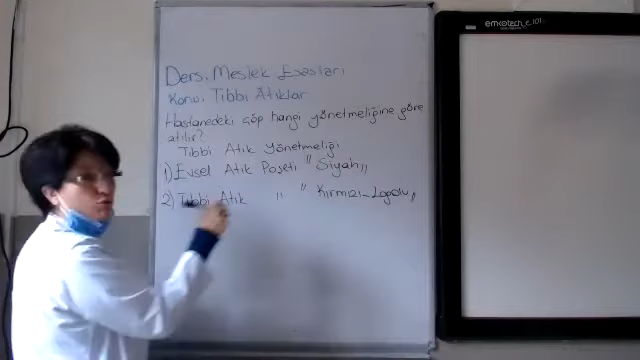 emkotech e.101
Ders: Meslek Esasları
Konu: Tıbbi Atıklar
Hastanedeki çöp hangi yönetmeliğine göre
atılır?
Tıbbi Atık Yönetmeliği
1) Evsel Atık Poşeti " Siyah "
2) Tıbbi Atık " " Kırmızı-Logolu "